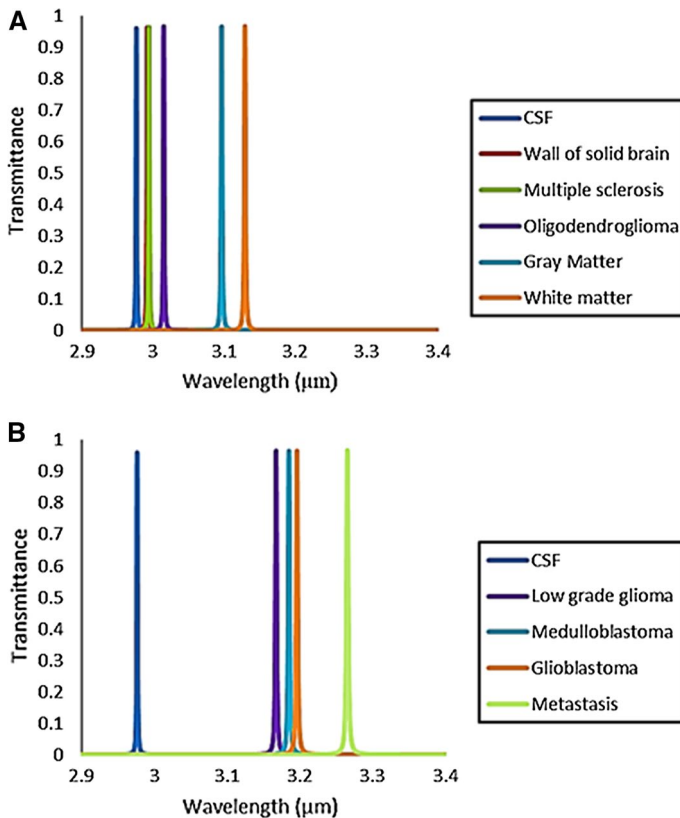 A
1
0.9
0.8
0.7
0.6
0.5
0.4
0.3
0.2
0.1
0
Transmittance
2.9 3 3.1 3.2 3.3 3.4
Wavelength (μm)
CSF
Wall of solid brain
Multiple sclerosis
Oligodendroglioma
Gray Matter
White matter
B
1
0.9
0.8
0.7
0.6
0.5
0.4
0.3
0.2
0.1
0
Transmittance
2.9 3 3.1 3.2 3.3 3.4
Wavelength (μm)
CSF
Low grade glioma
Medulloblastoma
Glioblastoma
Metastasis